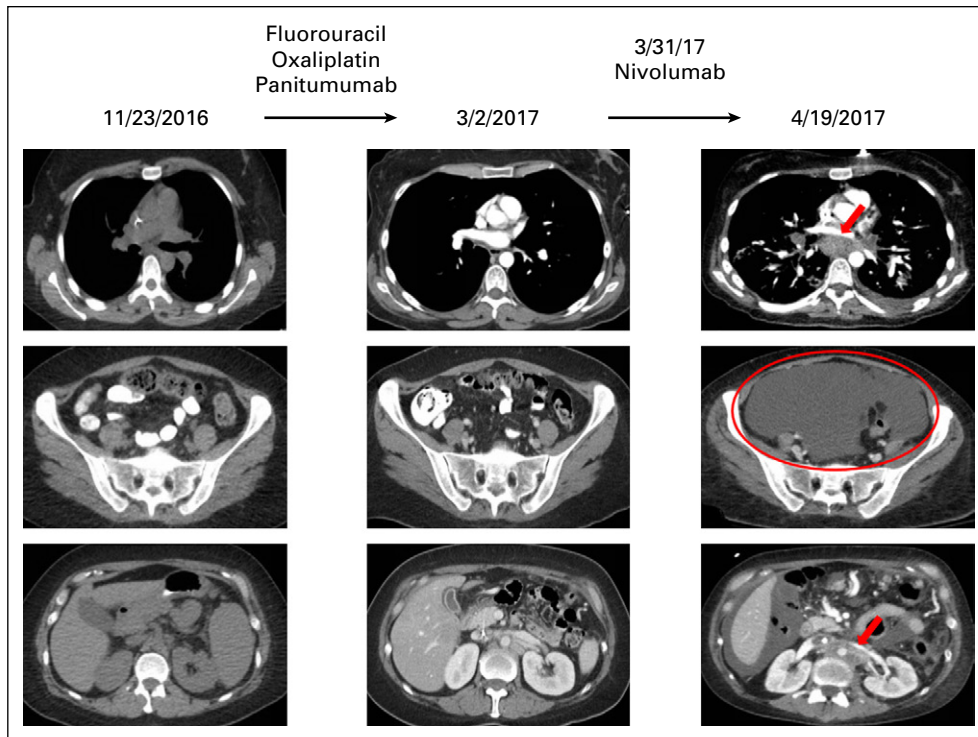 Fluorouracil
Oxaliplatin
Panitumumab
3/31/17
Nivolumab
11/23/2016
3/2/2017
4/19/2017